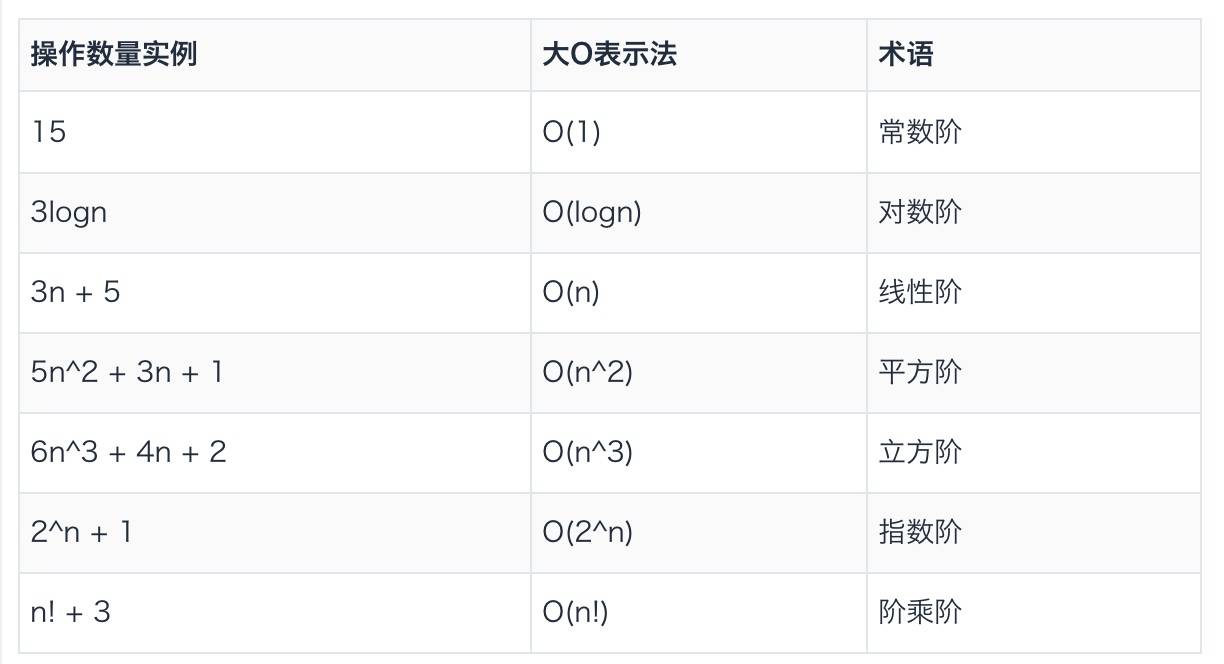 操作数量实例 大O表示法 术语
15 O(1) 常数阶
3logn O(logn) 对数阶
3n + 5 O(n) 线性阶
5n^2 + 3n + 1 O(n^2) 平方阶
6n^3 + 4n + 2 O(n^3) 立方阶
2^n + 1 O(2^n) 指数阶
n! + 3 O(n!) 阶乘阶